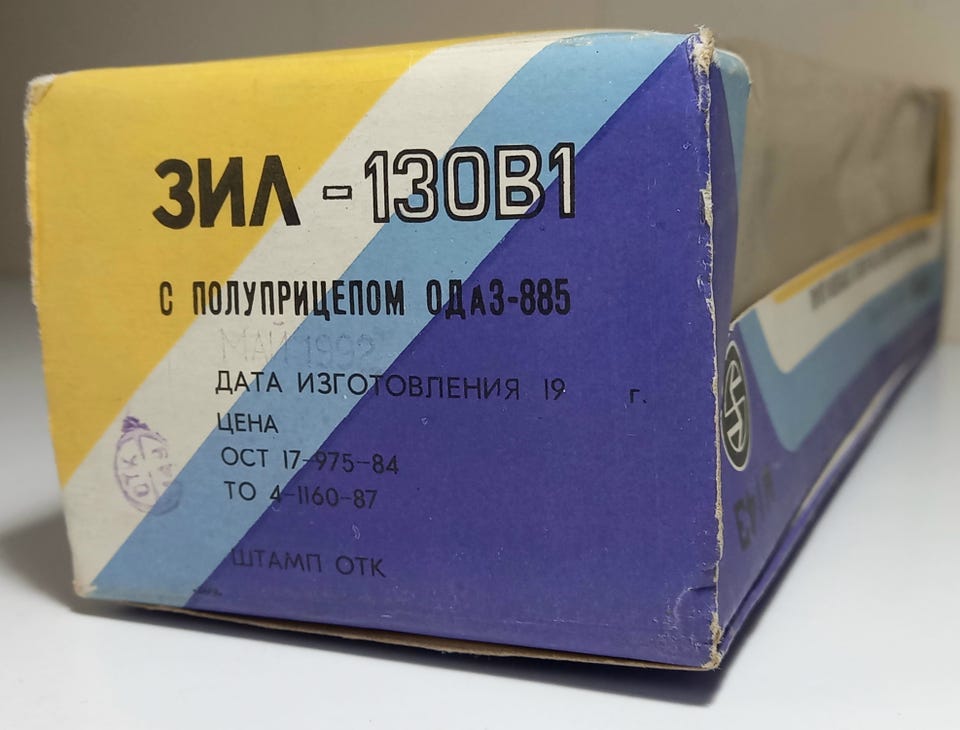 ЗИЛ-130В1
С ПОЛУПРИЦЕПОМ ОДАЗ-885
МАЙ 1992
ДАТА ИЗГОТОВЛЕНИЯ 19 г.
ЦЕНА
ОСТ 17-975-84
ТО 4-1160-87
ШТАМП ОТК
ОТК